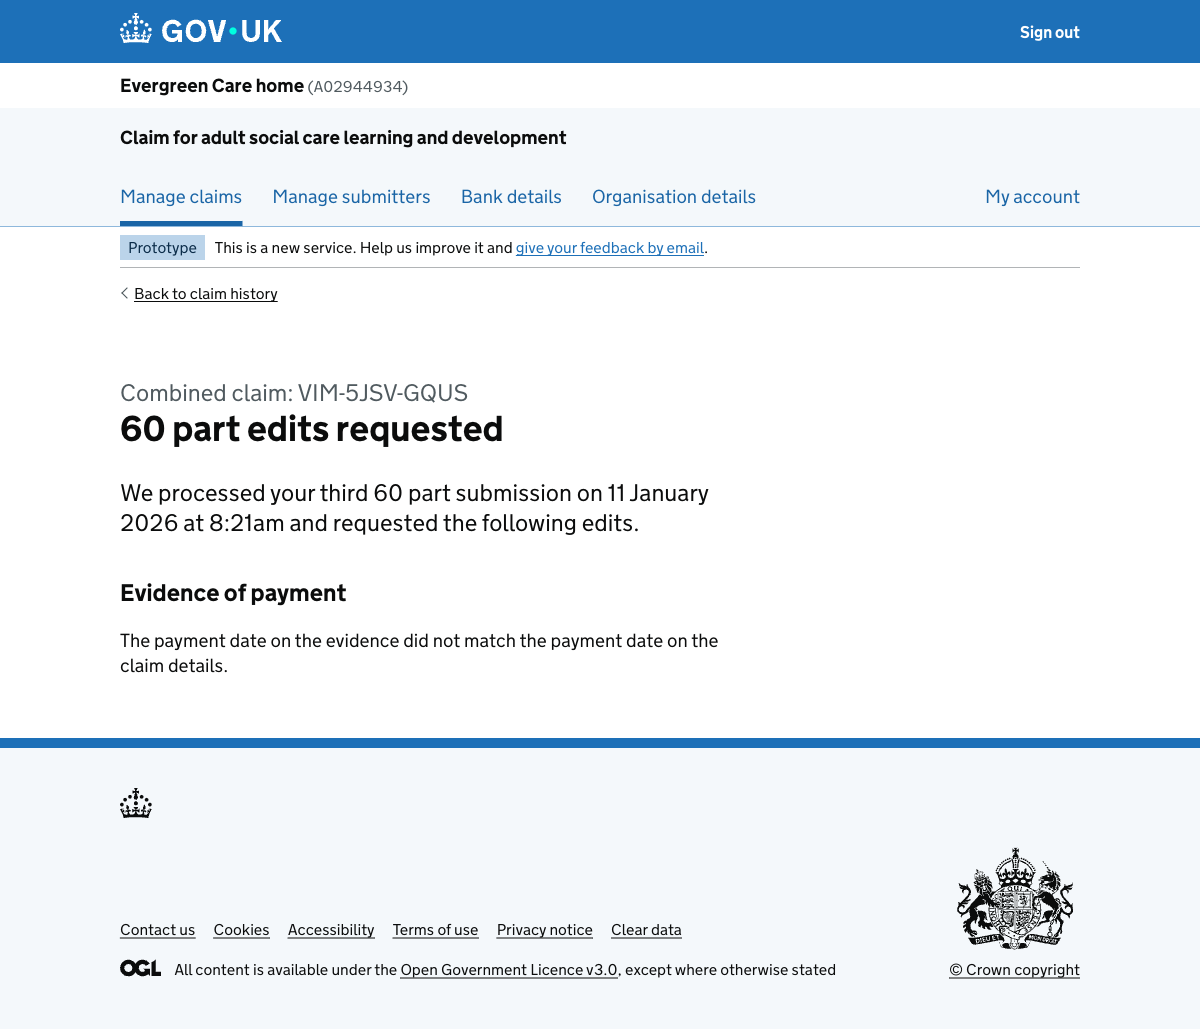 GOV·UK
Sign out
Evergreen Care home (A02944934)
Claim for adult social care learning and development
Manage claims Manage submitters Bank details Organisation details My account
Prototype This is a new service. Help us improve it and give your feedback by email.
Back to claim history
Combined claim: VIM-5JSV-GQUS
60 part edits requested
We processed your third 60 part submission on 11 January
2026 at 8:21am and requested the following edits.
Evidence of payment
The payment date on the evidence did not match the payment date on the
claim details.
Contact us Cookies Accessibility Terms of use Privacy notice Clear data
OGL All content is available under the Open Government Licence v3.0, except where otherwise stated
© Crown copyright